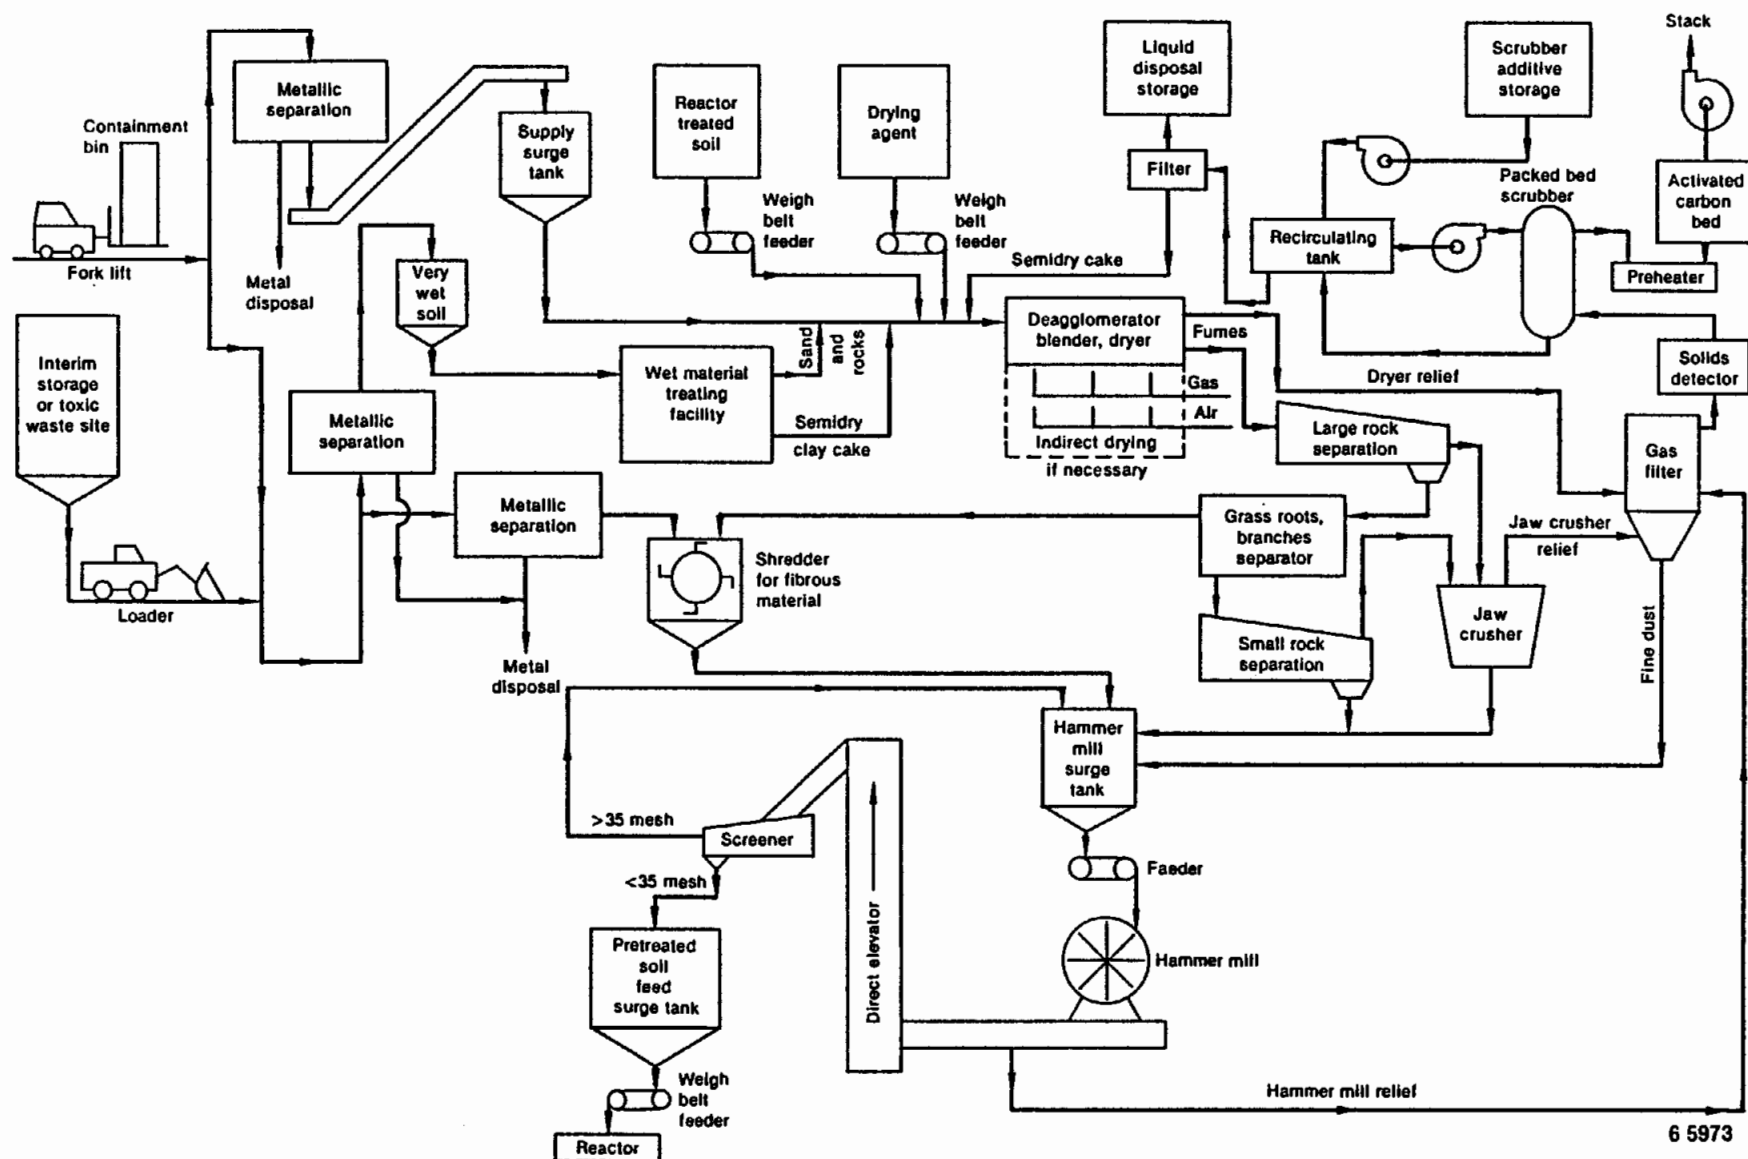 Stack
Metallic
separation
Containment
bin
Fork lift
Metal
disposal
Supply
surge
tank
Reactor
treated
soil
Weigh
belt
feeder
Drying
agent
Weigh
belt
feeder
Liquid
disposal
storage
Filter
Semidry cake
Scrubber
additive
storage
Packed bed
scrubber
Recirculating
tank
Activated
carbon
bed
Preheater
Very
wet
soil
Interim
storage
or toxic
waste site
Loader
Metallic
separation
Wet material
treating
facility
Sand
and
rocks
Semidry
clay cake
Deagglomerator
blender, dryer
Fumes
Gas
Air
Indirect drying
if necessary
Dryer relief
Solids
detector
Large rock
separation
Gas
filter
Metallic
separation
Metal
disposal
Shredder
for fibrous
material
Grass roots,
branches
separator
Jaw crusher
relief
Small rock
separation
Jaw
crusher
Fine dust
Hammer
mill
surge
tank
>35 mesh
Screener
<35 mesh
Direct elevator
Faeder
Hammer mill
Pretreated
soil
feed
surge tank
Weigh
belt
feeder
Reactor
Hammer mill relief
6 5973